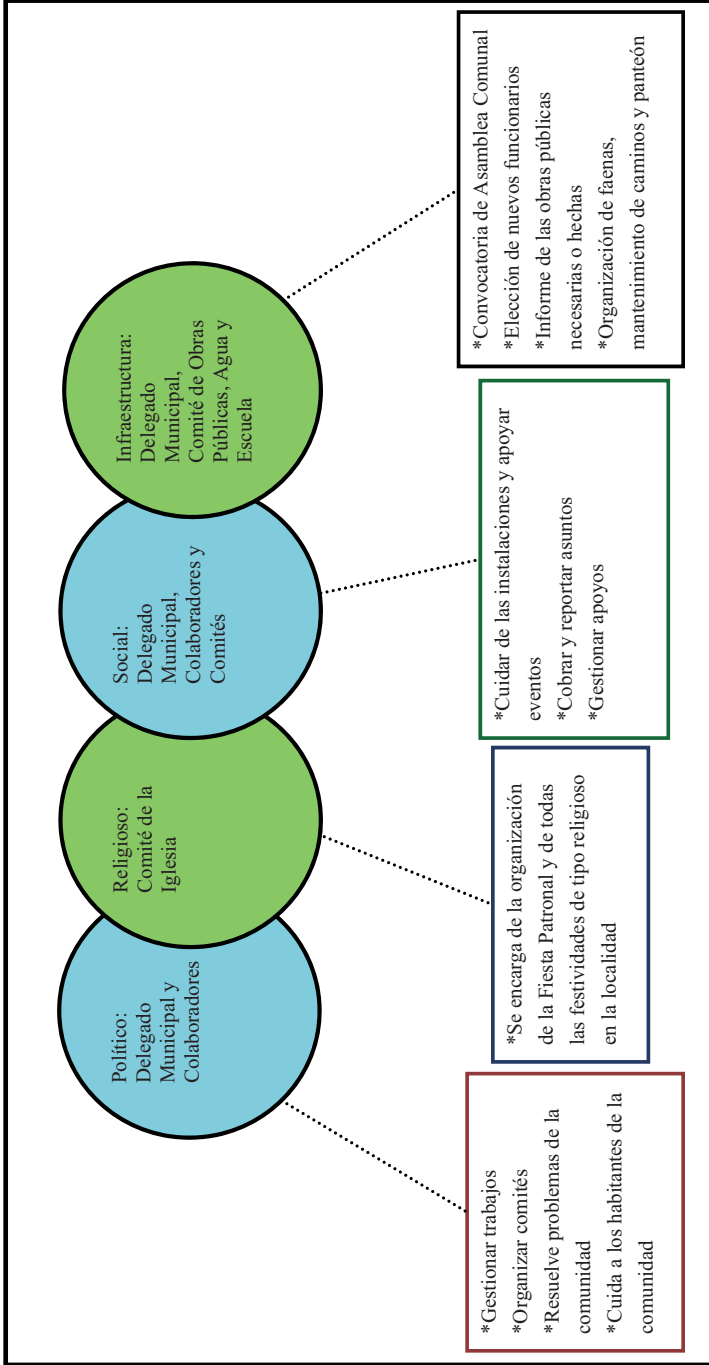 Político:
Delegado
Municipal y
Colaboradores
Religioso:
Comité de la
Iglesia
Social:
Delegado
Municipal,
Colaboradores y
Comités
Infraestructura:
Delegado
Municipal,
Comité de Obras
Públicas, Agua y
Escuela
*Gestionar trabajos
*Organizar comités
*Resuelve problemas de la
comunidad
*Cuida a los habitantes de la
comunidad
*Se encarga de la organización
de la Fiesta Patronal y de todas
las festividades de tipo religioso
en la localidad
*Cuidar de las instalaciones y apoyar
eventos
*Cobrar y reportar asuntos
*Gestionar apoyos
*Convocatoria de Asamblea Comunal
*Elección de nuevos funcionarios
*Informe de las obras públicas
necesarias o hechas
*Organización de faenas,
mantenimiento de caminos y panteón